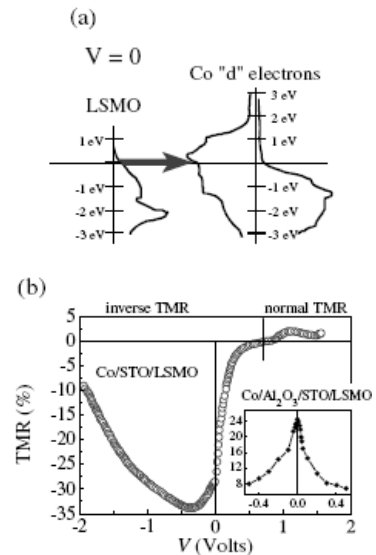 (a)
V = 0
Co "d" electrons
LSMO
3 eV
2 eV
1 eV
1 eV
-1 eV
-1 eV
-2 eV
-2 eV
-3 eV
-3 eV
(b)
inverse TMR
normal TMR
5
0
-5
-10
-15
-20
-25
-30
-35
TMR (%)
Co/STO/LSMO
Co/Al2O3/STO/LSMO
24
20
16
12
8
-0.4
0.0
0.4
-2
-1
0
1
2
V (Volts)